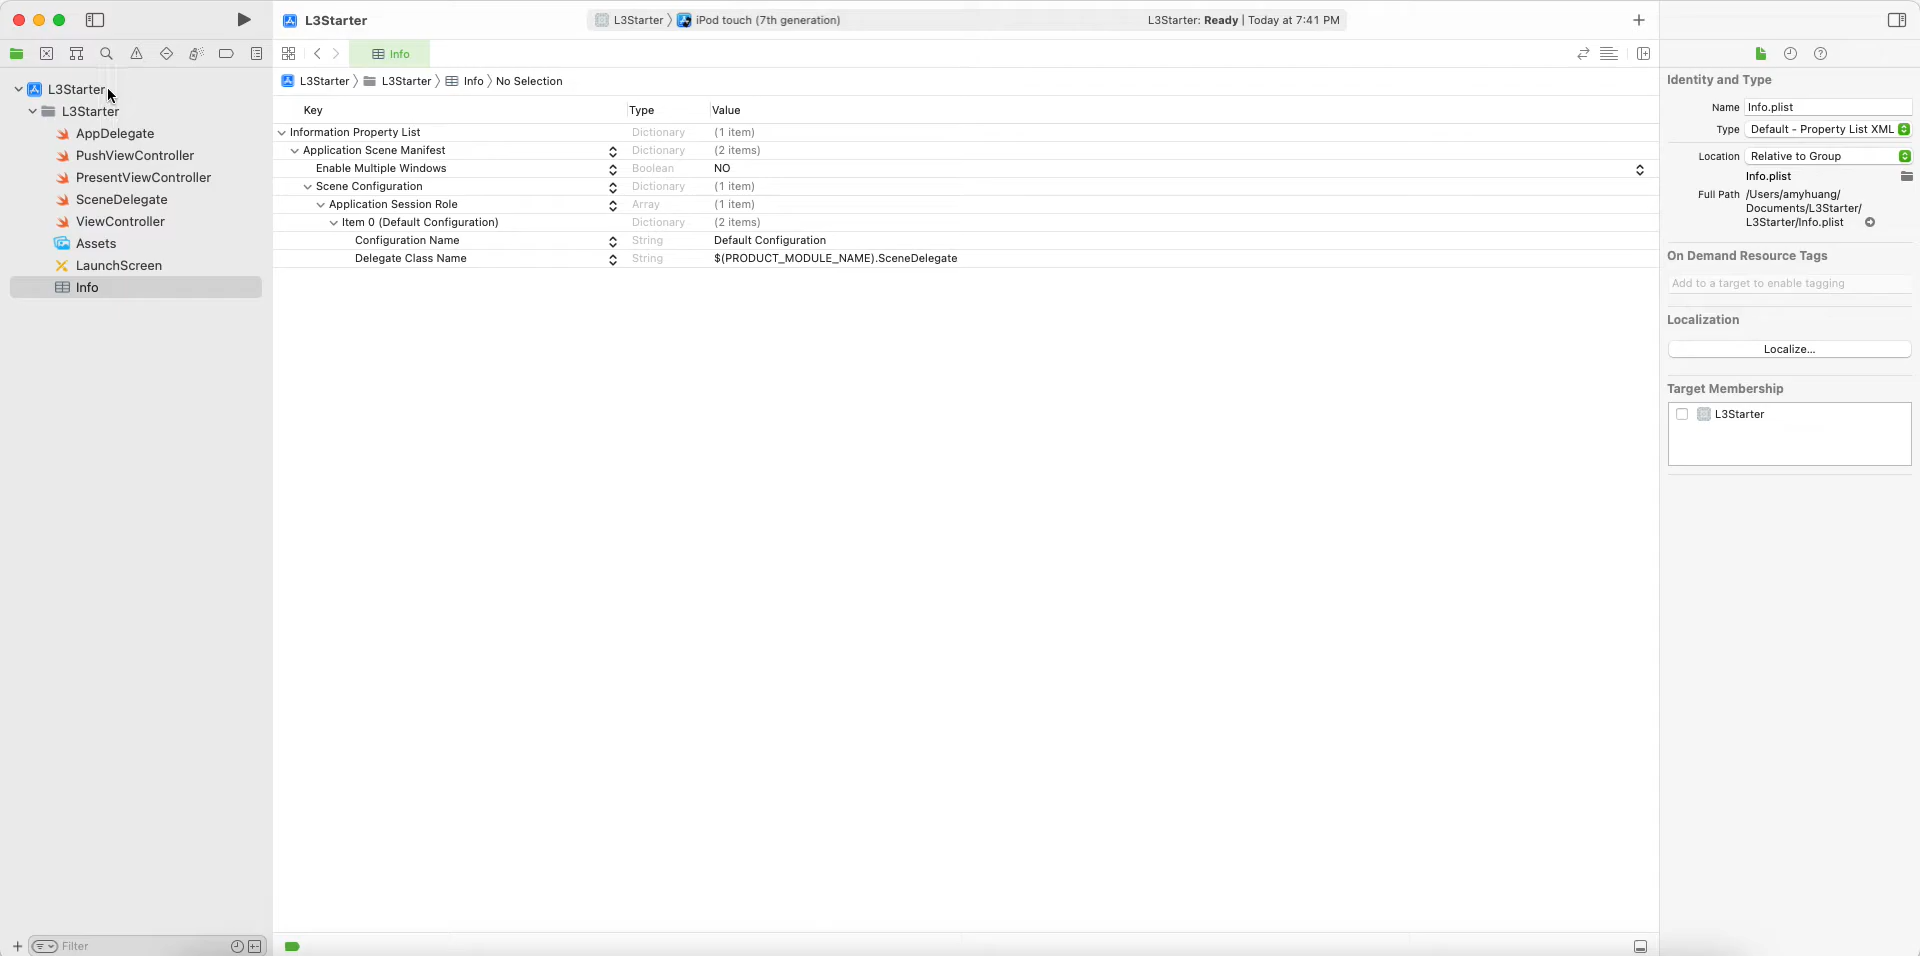 L3Starter
L3Starter 〉 iPod touch (7th generation)
L3Starter: Ready | Today at 7:41 PM
Info
L3Starter 〉 L3Starter 〉 Info 〉 No Selection
L3Starter
L3Starter
AppDelegate
PushViewController
PresentViewController
SceneDelegate
ViewController
Assets
LaunchScreen
Info
Filter
Key Type Value
Information Property List Dictionary (1 item)
Application Scene Manifest Dictionary (2 items)
Enable Multiple Windows Boolean NO
Scene Configuration Dictionary (1 item)
Application Session Role Array (1 item)
Item 0 (Default Configuration) Dictionary (2 items)
Configuration Name String Default Configuration
Delegate Class Name String $(PRODUCT_MODULE_NAME).SceneDelegate
Identity and Type
Name Info.plist
Type Default - Property List XML
Location Relative to Group
Info.plist
Full Path /Users/amyhuang/
Documents/L3Starter/
L3Starter/Info.plist
On Demand Resource Tags
Add to a target to enable tagging
Localization
Localize...
Target Membership
L3Starter